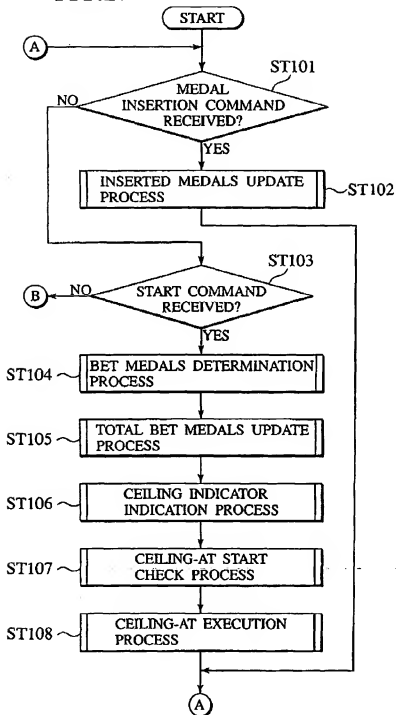 START
A
ST101
MEDAL
INSERTION COMMAND
RECEIVED?
NO
YES
INSERTED MEDALS UPDATE
PROCESS
ST102
ST103
START COMMAND
RECEIVED?
B
NO
YES
ST104
BET MEDALS DETERMINATION
PROCESS
ST105
TOTAL BET MEDALS UPDATE
PROCESS
ST106
CEILING INDICATOR
INDICATION PROCESS
ST107
CEILING-AT START
CHECK PROCESS
ST108
CEILING-AT EXECUTION
PROCESS
A